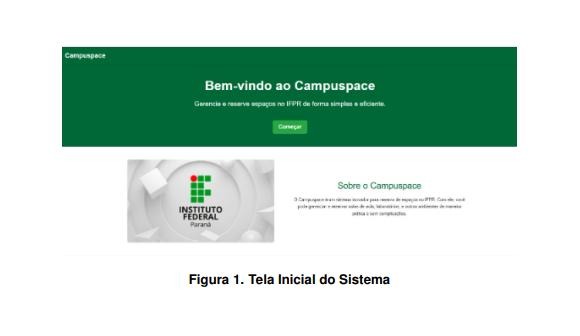 Campuspace
Bem-vindo ao Campuspace
Gerencie e reserve espaços no IFPR de forma simples e eficiente.
Começar
INSTITUTO
FEDERAL
Paraná
Sobre o Campuspace
O Campuspace é um sistema inovador para reserva de espaços no IFPR. Com ele, você
pode gerenciar e reservar salas de aula, laboratórios, e outros ambientes de maneira
prática e sem complicações.
Figura 1. Tela Inicial do Sistema